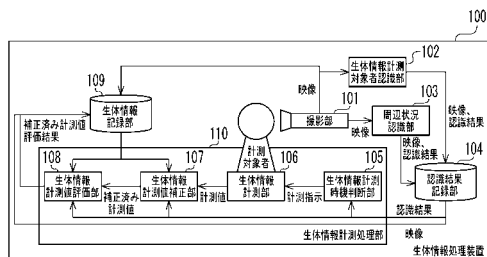 100
102
生体情報計測
対象者認識部
109
映像
101
103
補正済み計測値
評価結果
生体情報
記録部
撮影部
映像
周辺状況
認識部
映像、
認識結果
110
計測
対象者
映像、
認識結果
104
108
107
106
105
生体情報
計測値評価部
生体情報
計測値補正部
生体情報
計測部
生体情報計測
時機判断部
認識結果
記録部
補正済み
計測値
計測値
計測指示
認識結果
生体情報計測処理部
映像
生体情報処理装置